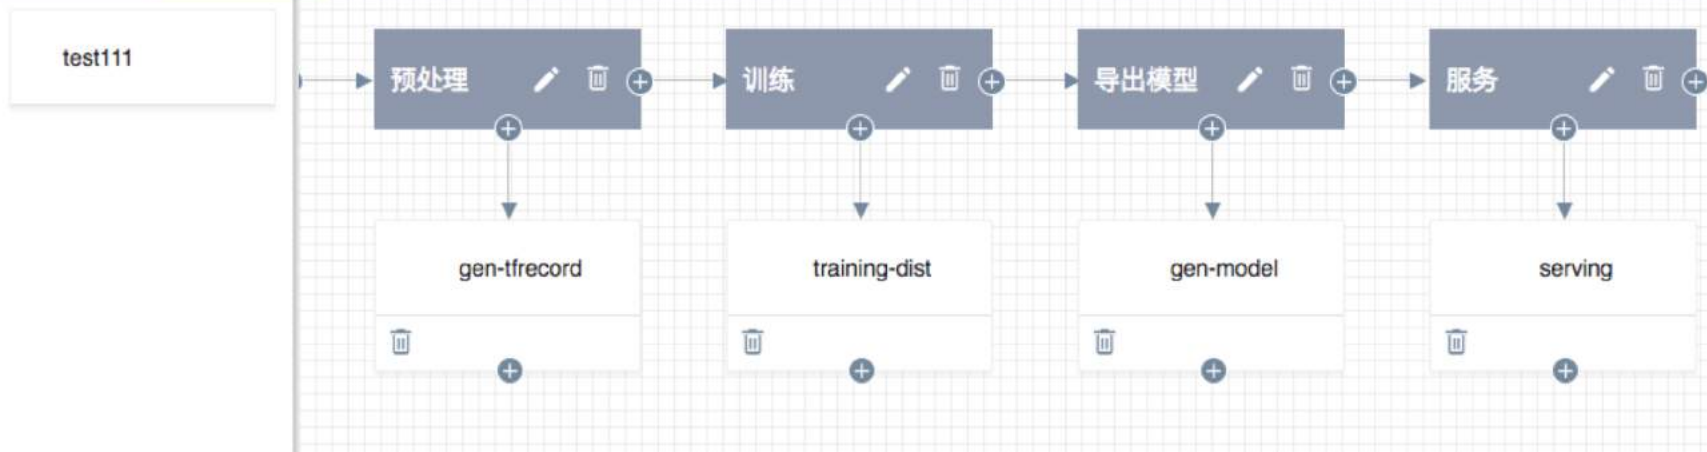 test111
预处理
训练
导出模型
服务
gen-tfrecord
training-dist
gen-model
serving